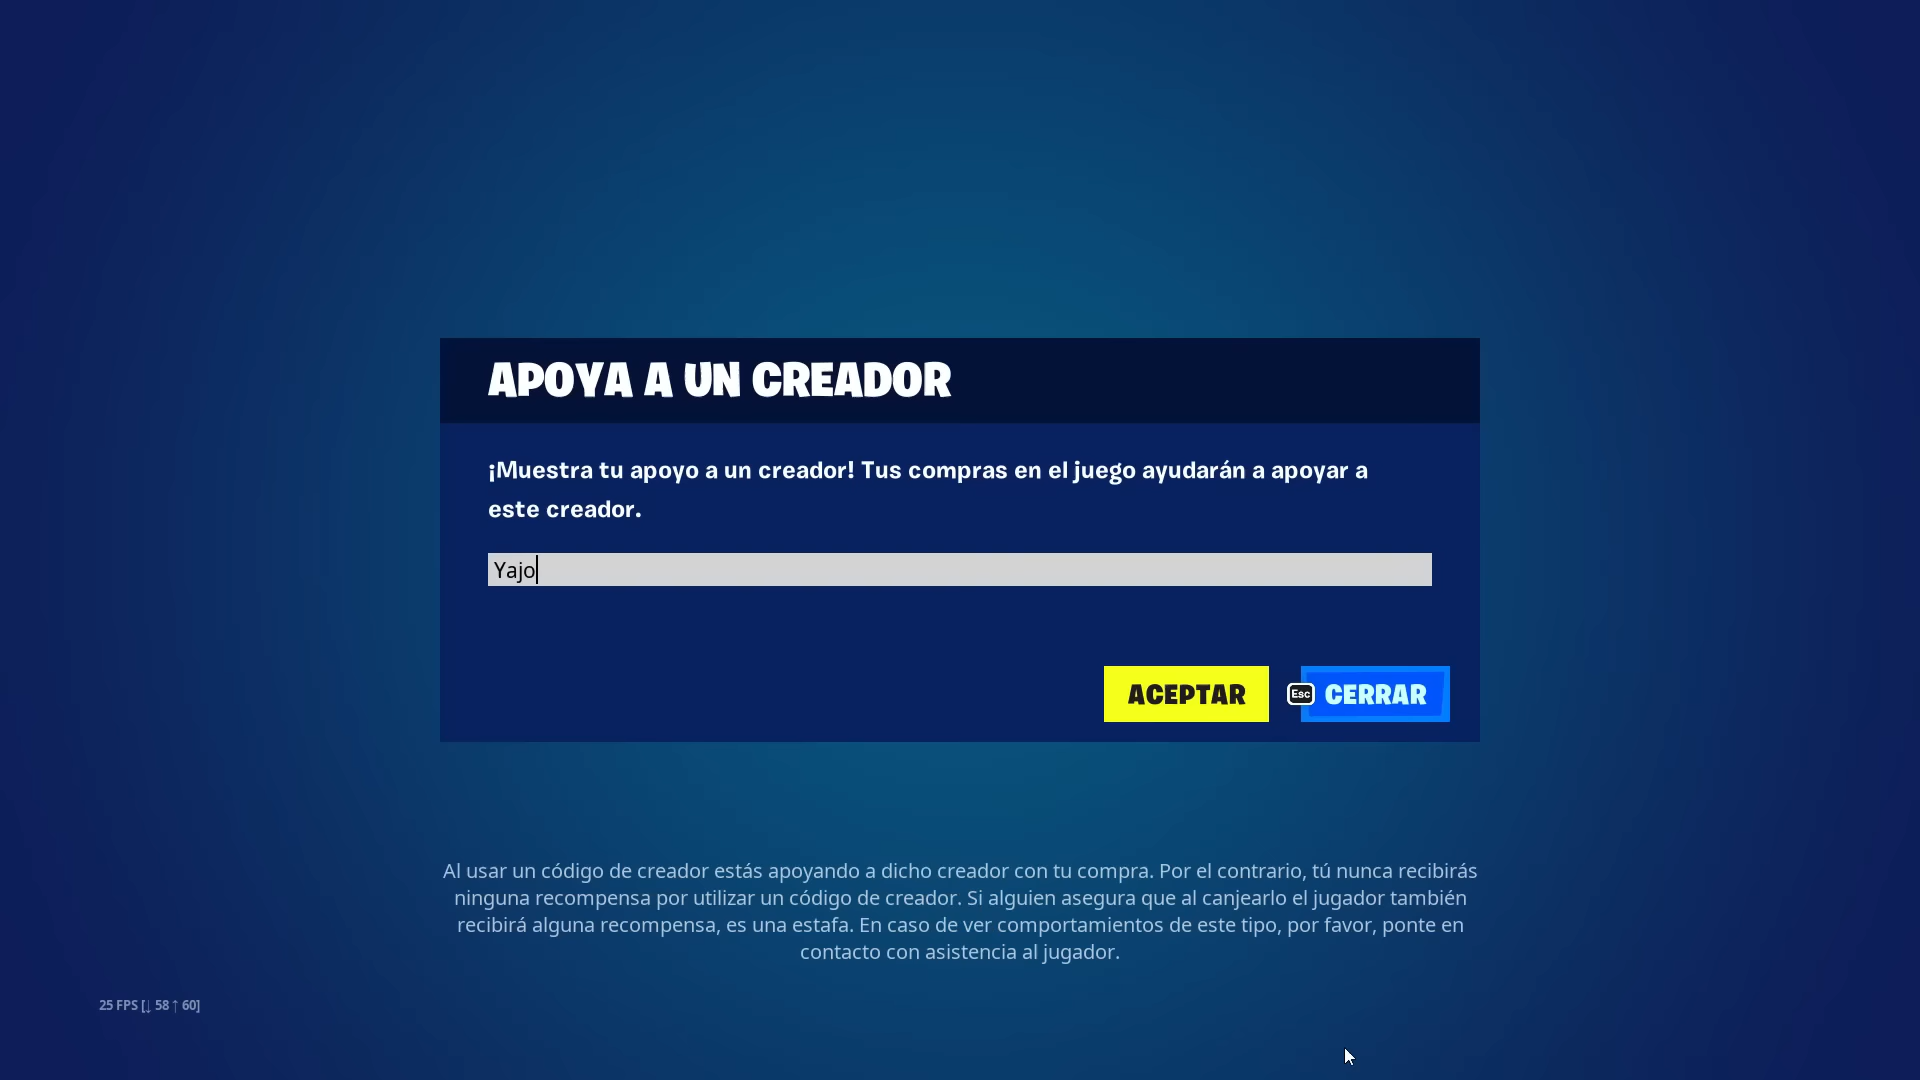 APOYA A UN CREADOR
¡Muestra tu apoyo a un creador! Tus compras en el juego ayudarán a apoyar a
este creador.
Yajo
ACEPTAR
Esc CERRAR
Al usar un código de creador estás apoyando a dicho creador con tu compra. Por el contrario, tú nunca recibirás
ninguna recompensa por utilizar un código de creador. Si alguien asegura que al canjearlo el jugador también
recibirá alguna recompensa, es una estafa. En caso de ver comportamientos de este tipo, por favor, ponte en
contacto con asistencia al jugador.
25 FPS [↓ 58 ↑ 60]